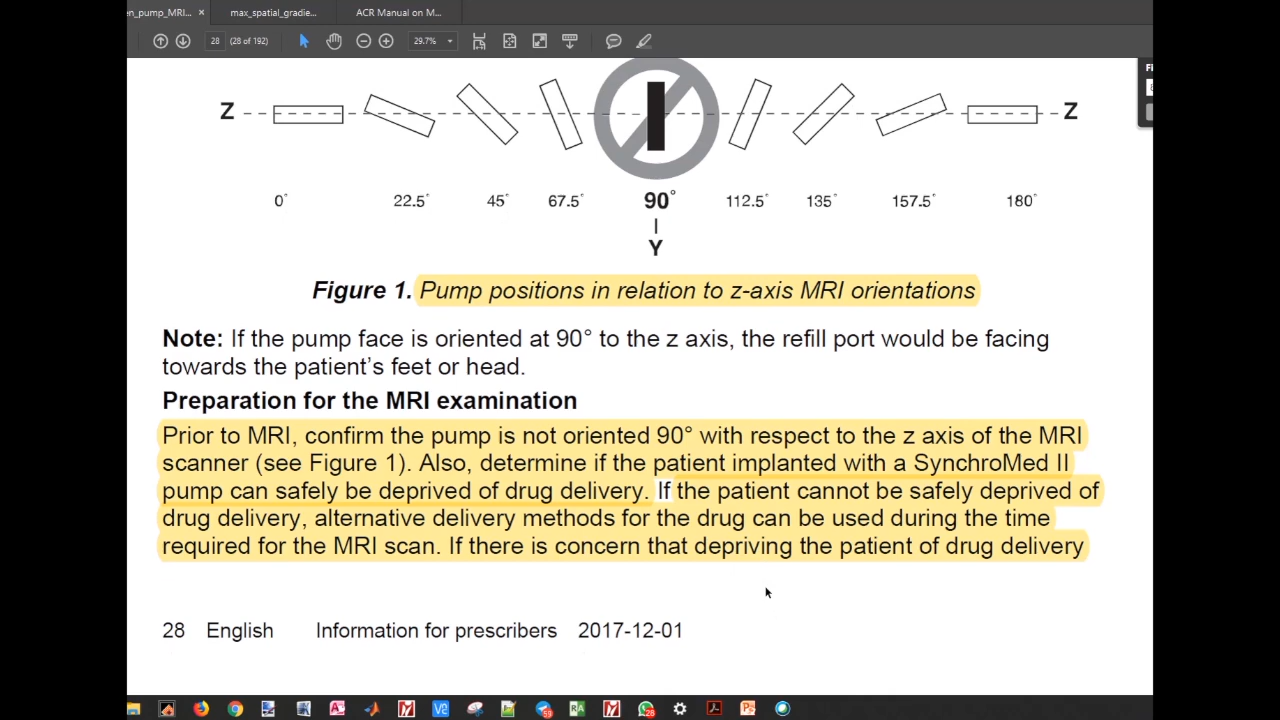 en_pump_MRI... × max_spatial_gradie... ACR Manual on M...
28 (28 of 192) 29.7%
Z Z
0° 22.5° 45° 67.5° 90° 112.5° 135° 157.5° 180°
Y
Figure 1. Pump positions in relation to z-axis MRI orientations
Note: If the pump face is oriented at 90° to the z axis, the refill port would be facing
towards the patient's feet or head.
Preparation for the MRI examination
Prior to MRI, confirm the pump is not oriented 90° with respect to the z axis of the MRI
scanner (see Figure 1). Also, determine if the patient implanted with a SynchroMed II
pump can safely be deprived of drug delivery. If the patient cannot be safely deprived of
drug delivery, alternative delivery methods for the drug can be used during the time
required for the MRI scan. If there is concern that depriving the patient of drug delivery
28 English Information for prescribers 2017-12-01